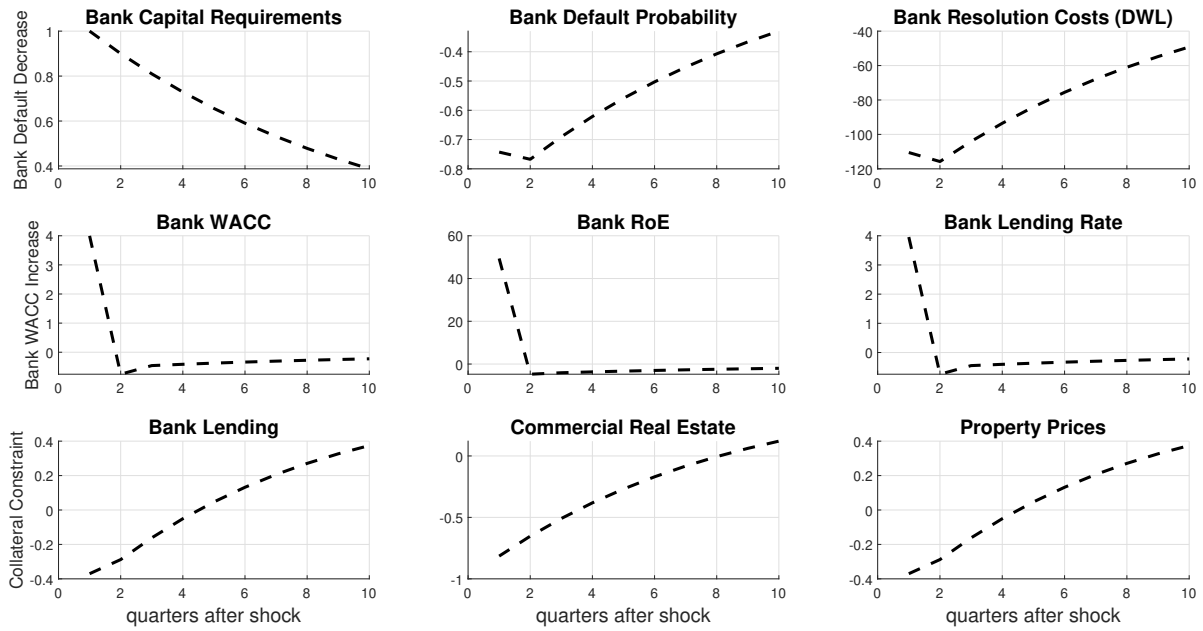 Bank Capital Requirements
Bank Default Probability
Bank Resolution Costs (DWL)
Bank Default Decrease
1
0.8
0.6
0.4
0 2 4 6 8 10
-0.4
-0.5
-0.6
-0.7
-0.8
0 2 4 6 8 10
-40
-60
-80
-100
-120
0 2 4 6 8 10
Bank WACC
Bank RoE
Bank Lending Rate
Bank WACC Increase
4
3
2
1
0
0 2 4 6 8 10
60
40
20
0
0 2 4 6 8 10
4
3
2
1
0
0 2 4 6 8 10
Bank Lending
Commercial Real Estate
Property Prices
Collateral Constraint
0.4
0.2
0
-0.2
-0.4
0 2 4 6 8 10
quarters after shock
0
-0.5
-1
0 2 4 6 8 10
quarters after shock
0.4
0.2
0
-0.2
-0.4
0 2 4 6 8 10
quarters after shock